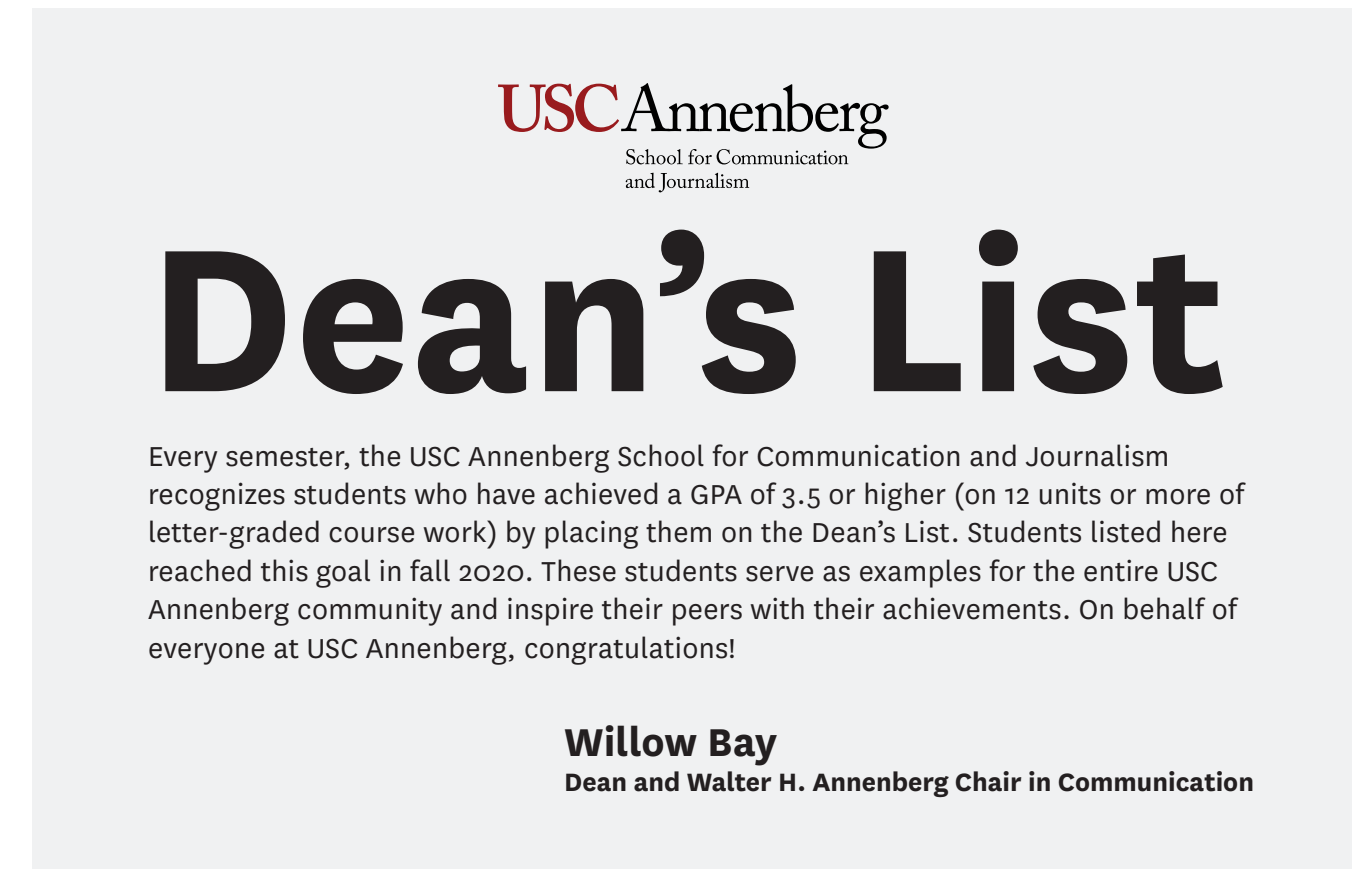 USC Annenberg
School for Communication
and Journalism
Dean’s List
Every semester, the USC Annenberg School for Communication and Journalism
recognizes students who have achieved a GPA of 3.5 or higher (on 12 units or more of
letter-graded course work) by placing them on the Dean’s List. Students listed here
reached this goal in fall 2020. These students serve as examples for the entire USC
Annenberg community and inspire their peers with their achievements. On behalf of
everyone at USC Annenberg, congratulations!
Willow Bay
Dean and Walter H. Annenberg Chair in Communication